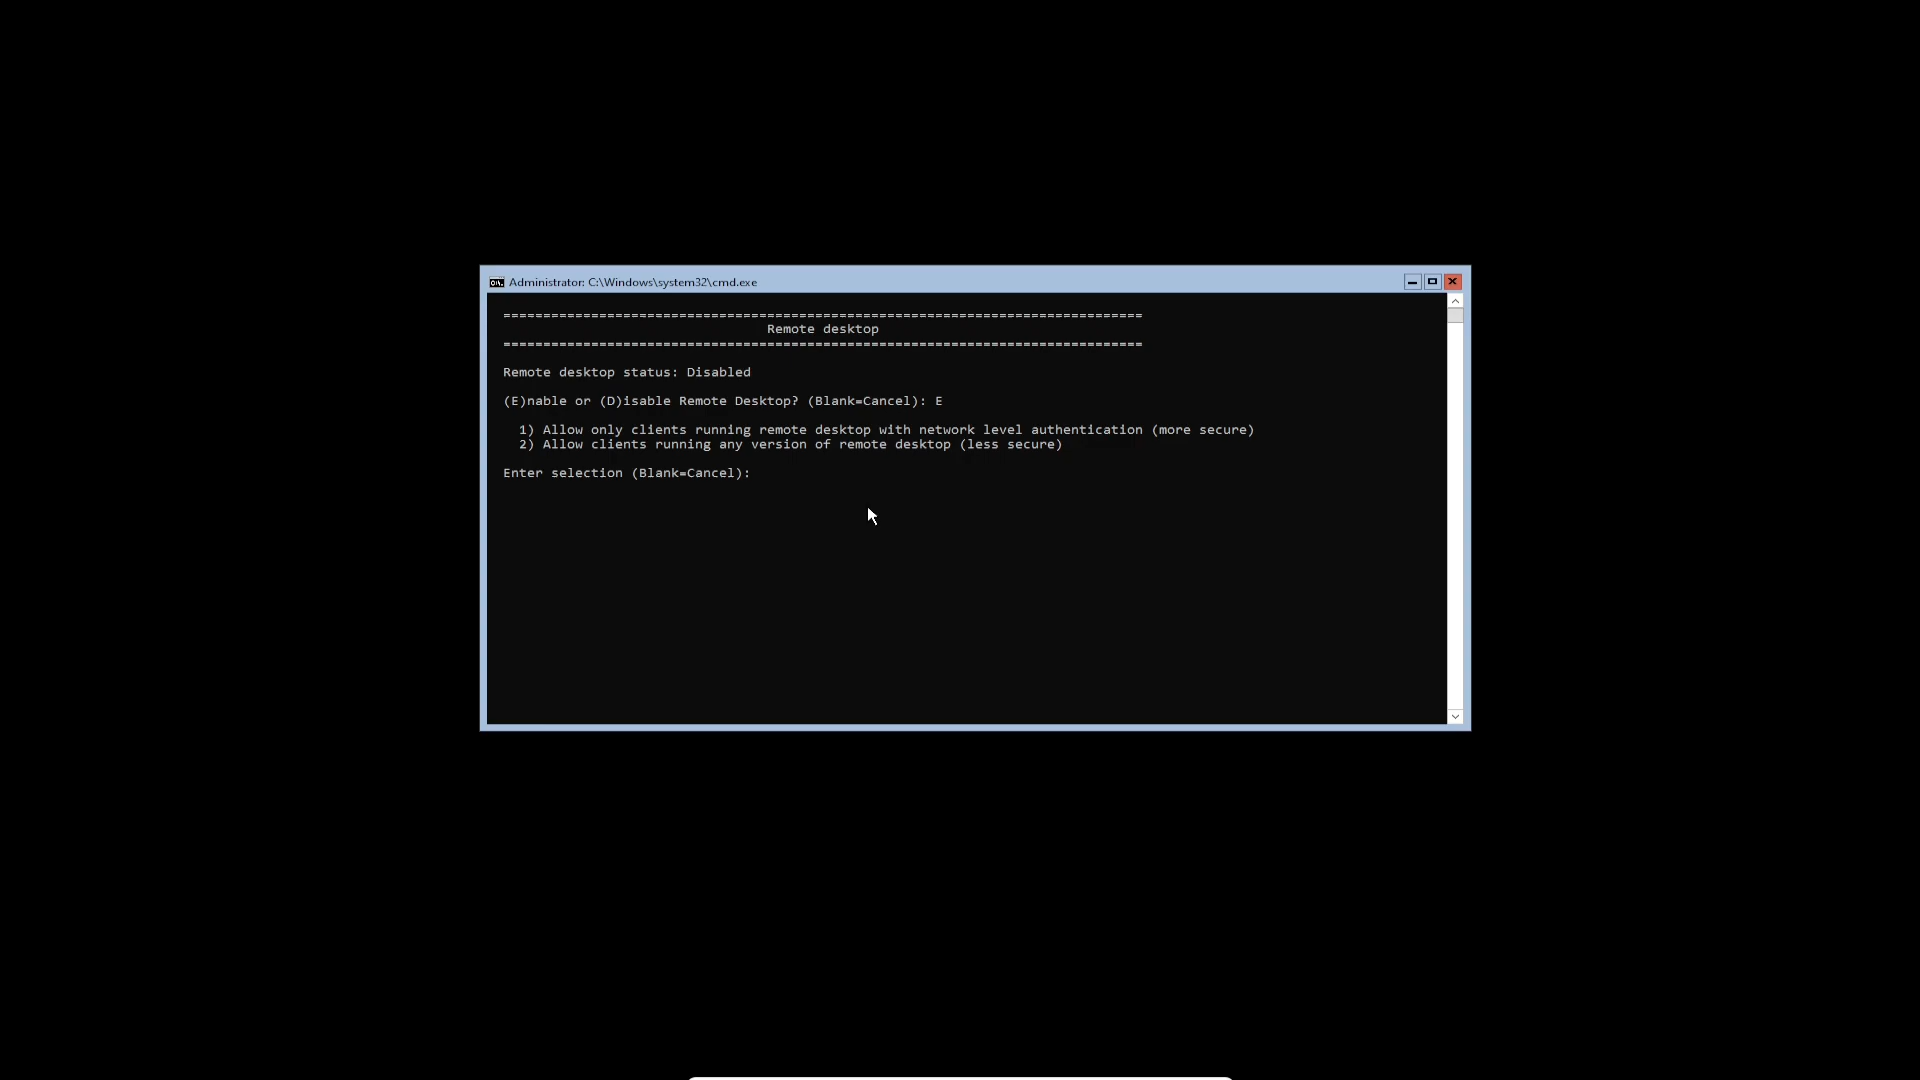 Administrator: C:\Windows\system32\cmd.exe
================================================================================
Remote desktop
================================================================================
Remote desktop status: Disabled
(E)nable or (D)isable Remote Desktop? (Blank=Cancel): E
1) Allow only clients running remote desktop with network level authentication (more secure)
2) Allow clients running any version of remote desktop (less secure)
Enter selection (Blank=Cancel):